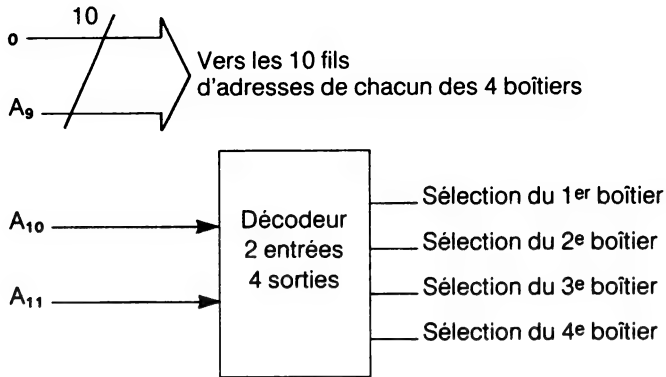 10
o
Vers les 10 fils
d'adresses de chacun des 4 boîtiers
A₉
Décodeur
2 entrées
4 sorties
A₁₀
A₁₁
Sélection du 1er boîtier
Sélection du 2e boîtier
Sélection du 3e boîtier
Sélection du 4e boîtier